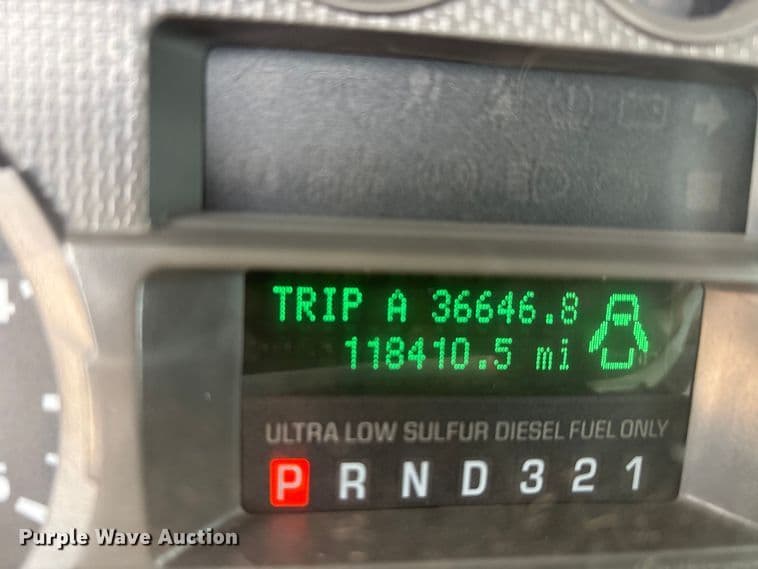 TRIP A 36646.8
118410.5 mi
ULTRA LOW SULFUR DIESEL FUEL ONLY
P R N D 3 2 1
Purple Wave Auction